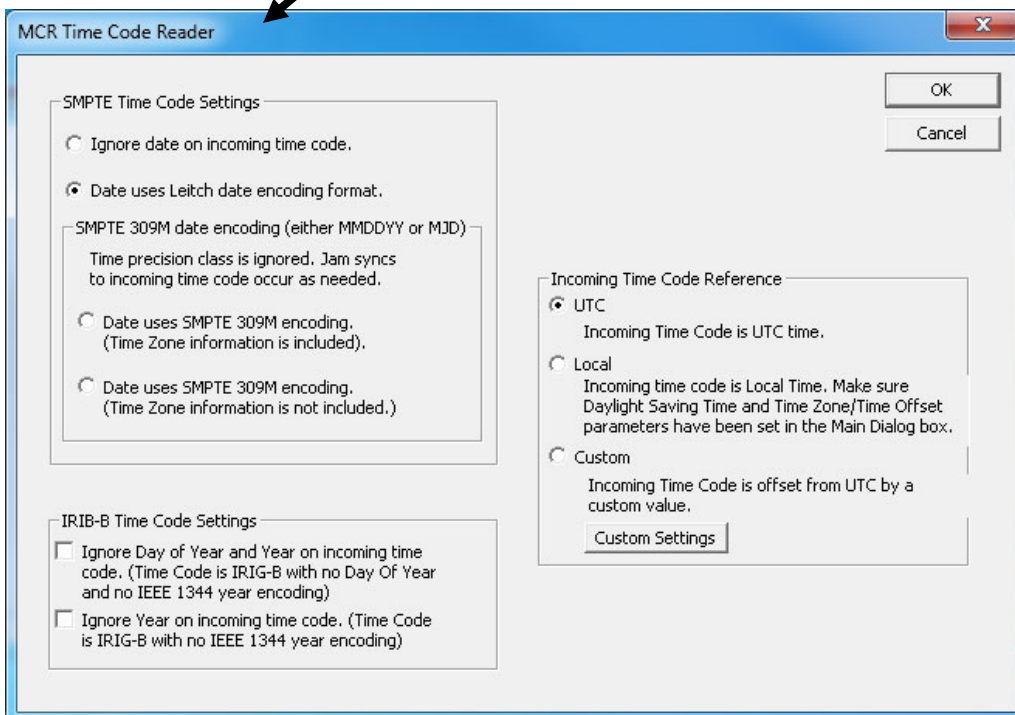 MCR Time Code Reader
OK
Cancel
SMPTE Time Code Settings
Ignore date on incoming time code.
Date uses Leitch date encoding format.
SMPTE 309M date encoding (either MMDDYY or MJD)
Time precision class is ignored. Jam syncs
to incoming time code occur as needed.
Date uses SMPTE 309M encoding.
(Time Zone information is included).
Date uses SMPTE 309M encoding.
(Time Zone information is not included.)
Incoming Time Code Reference
UTC
Incoming Time Code is UTC time.
Local
Incoming time code is Local Time. Make sure
Daylight Saving Time and Time Zone/Time Offset
parameters have been set in the Main Dialog box.
Custom
Incoming Time Code is offset from UTC by a
custom value.
Custom Settings
IRIB-B Time Code Settings
Ignore Day of Year and Year on incoming time
code. (Time Code is IRIG-B with no Day Of Year
and no IEEE 1344 year encoding)
Ignore Year on incoming time code. (Time Code
is IRIG-B with no IEEE 1344 year encoding)